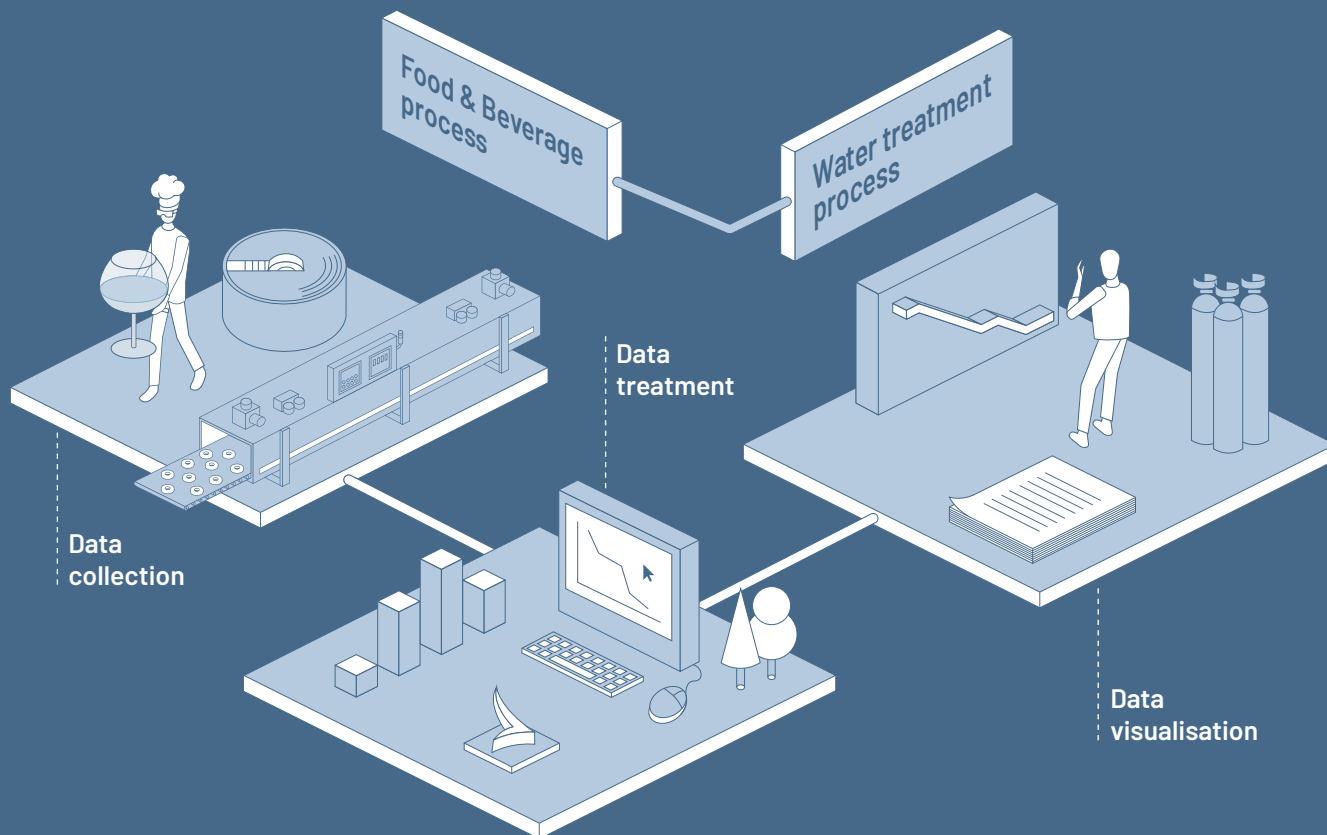 Food & Beverage
process
Water treatment
process
Data
treatment
Data
collection
Data
visualisation